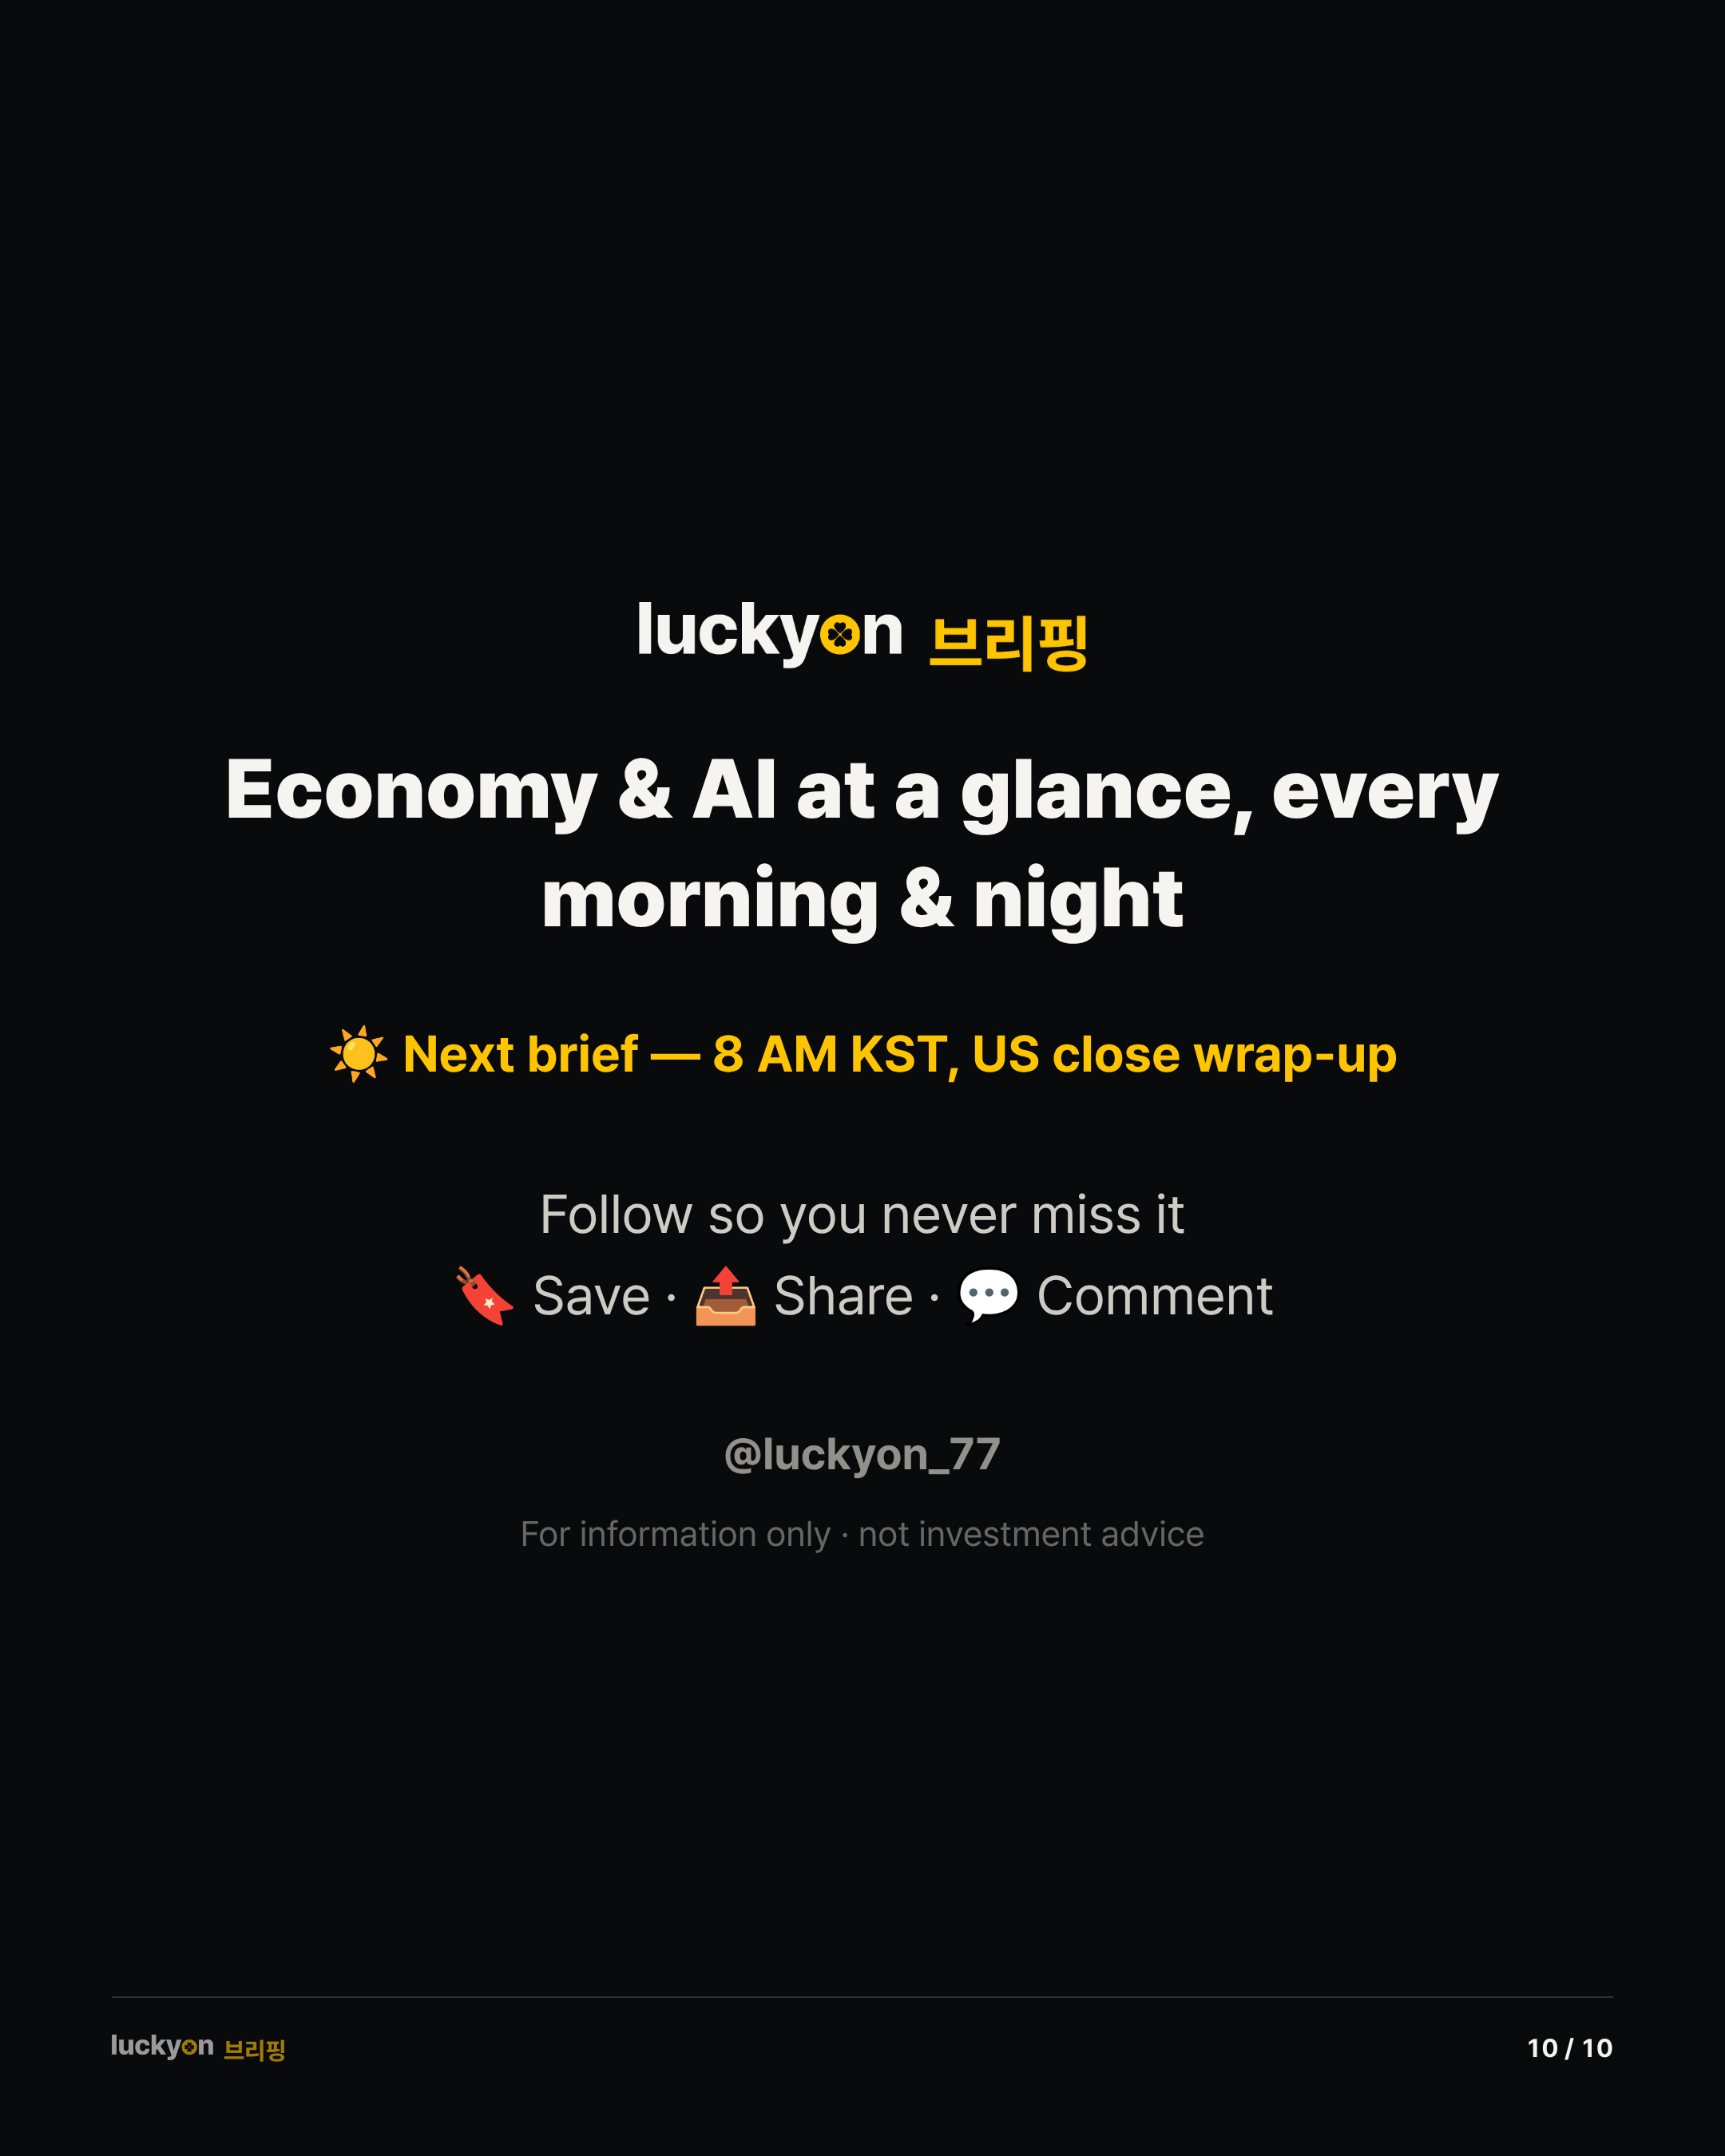 luckyon 브리핑
Economy & AI at a glance, every
morning & night
☀️ Next brief — 8 AM KST, US close wrap-up
Follow so you never miss it
🔖 Save · 📤 Share · 💬 Comment
@luckyon_77
For information only · not investment advice
luckyon 브리핑
10 / 10